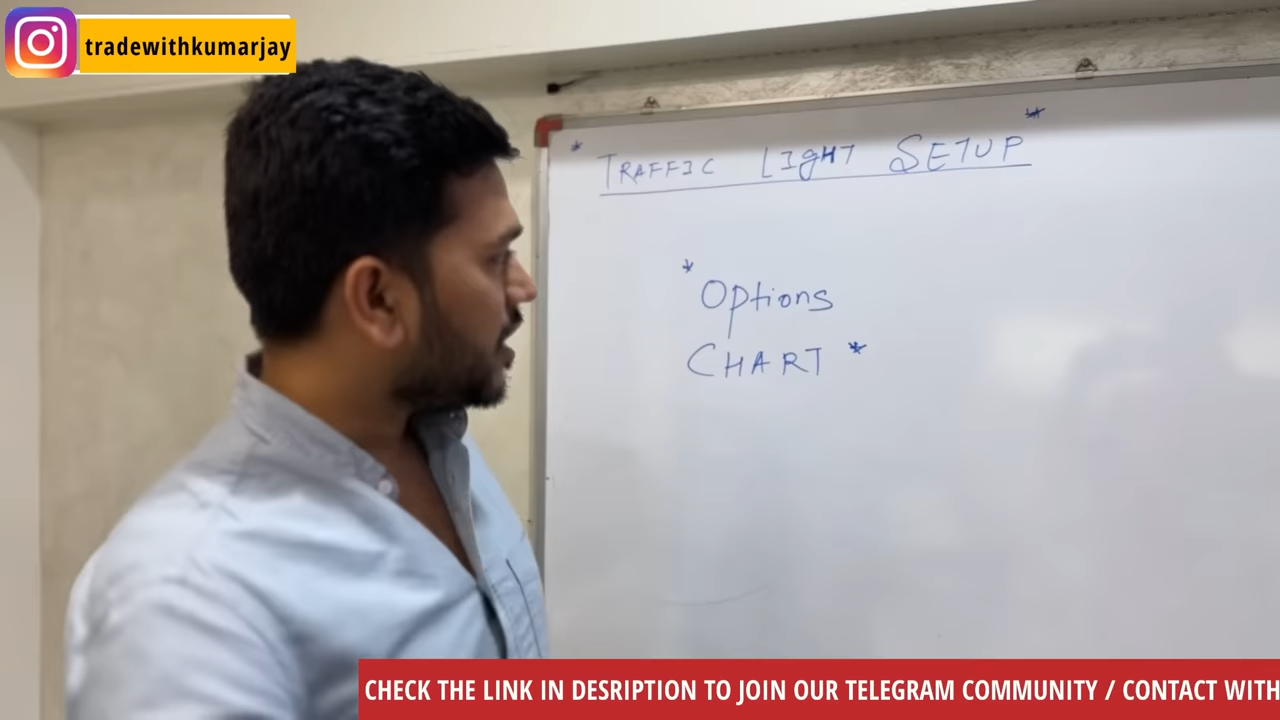 tradewithkumarjay
* TRAFFIC LIgHT SETUP *
* Options
CHART *
CHECK THE LINK IN DESRIPTION TO JOIN OUR TELEGRAM COMMUNITY / CONTACT WITH